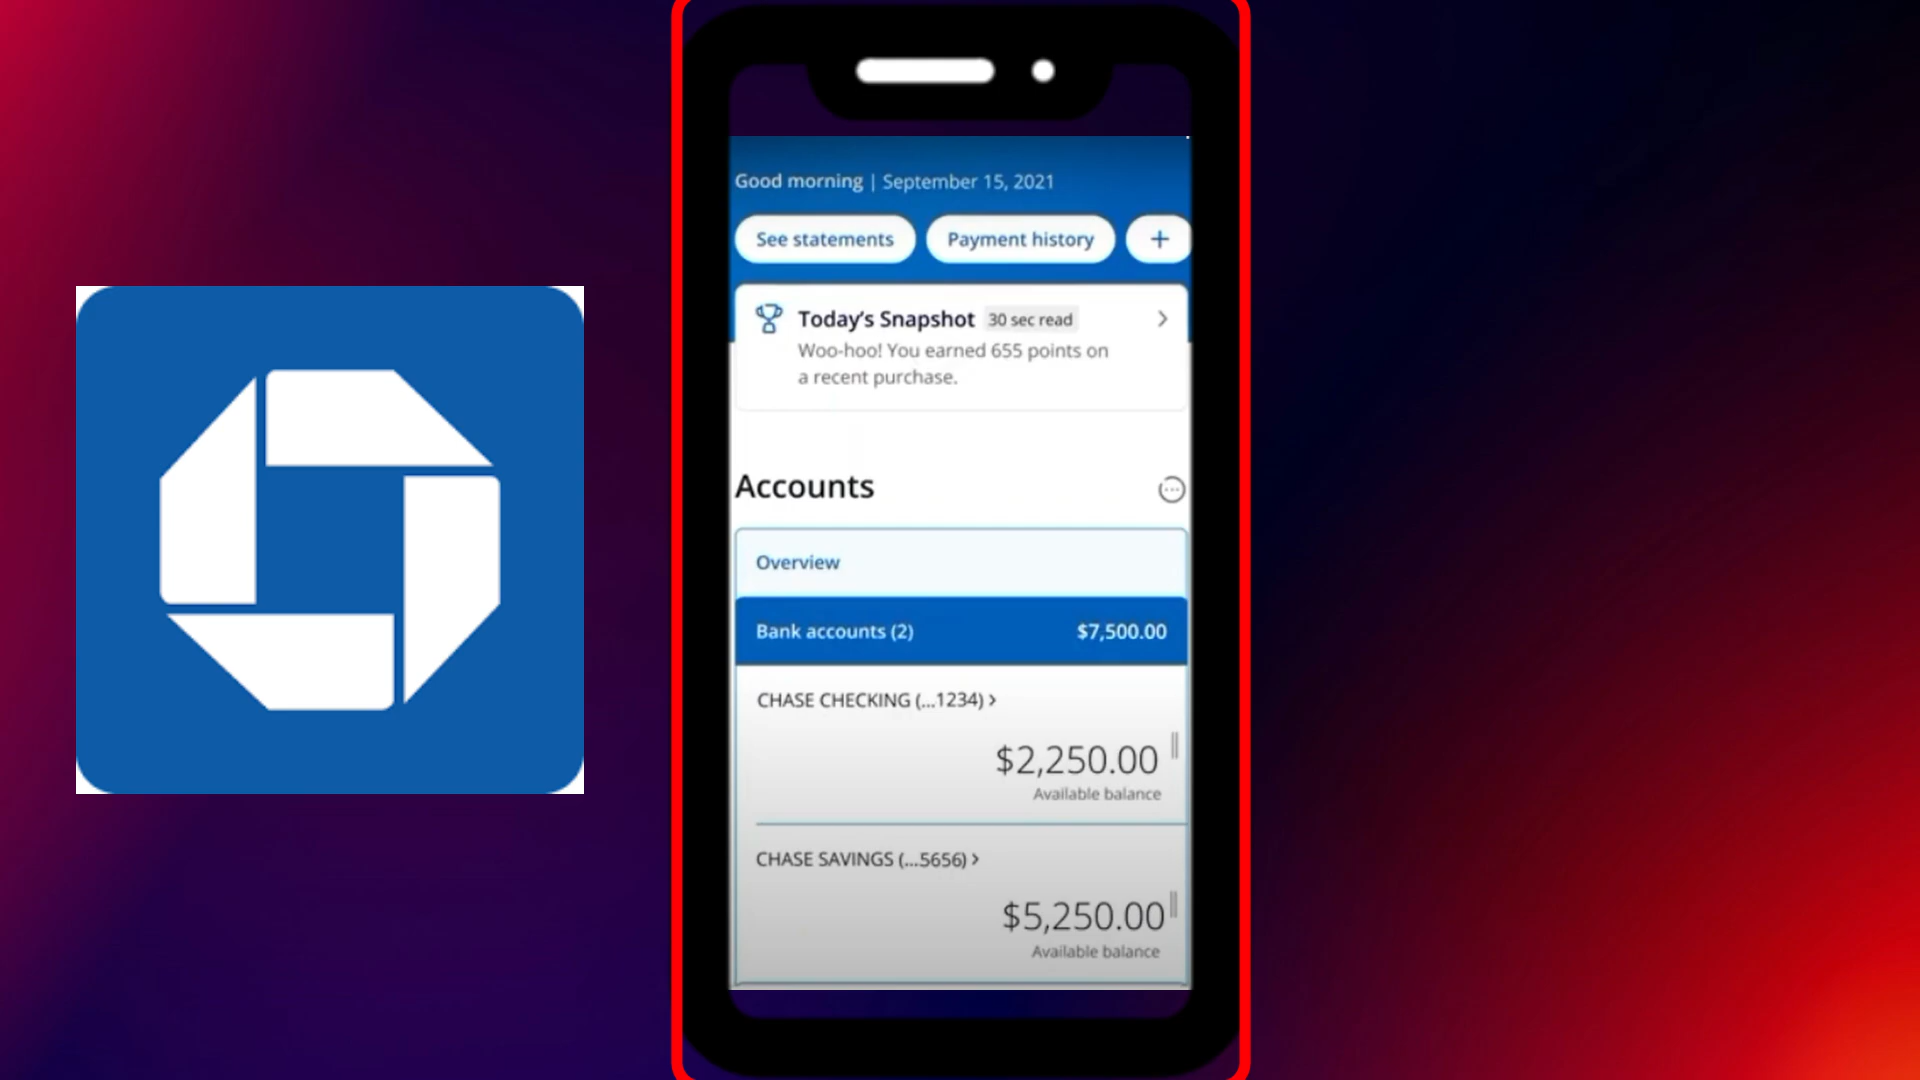 Good morning | September 15, 2021
See statements
Payment history
+
Today's Snapshot 30 sec read
Woo-hoo! You earned 655 points on
a recent purchase.
Accounts
Overview
Bank accounts (2) $7,500.00
CHASE CHECKING (...1234)
$2,250.00
Available balance
CHASE SAVINGS (...5656)
$5,250.00
Available balance